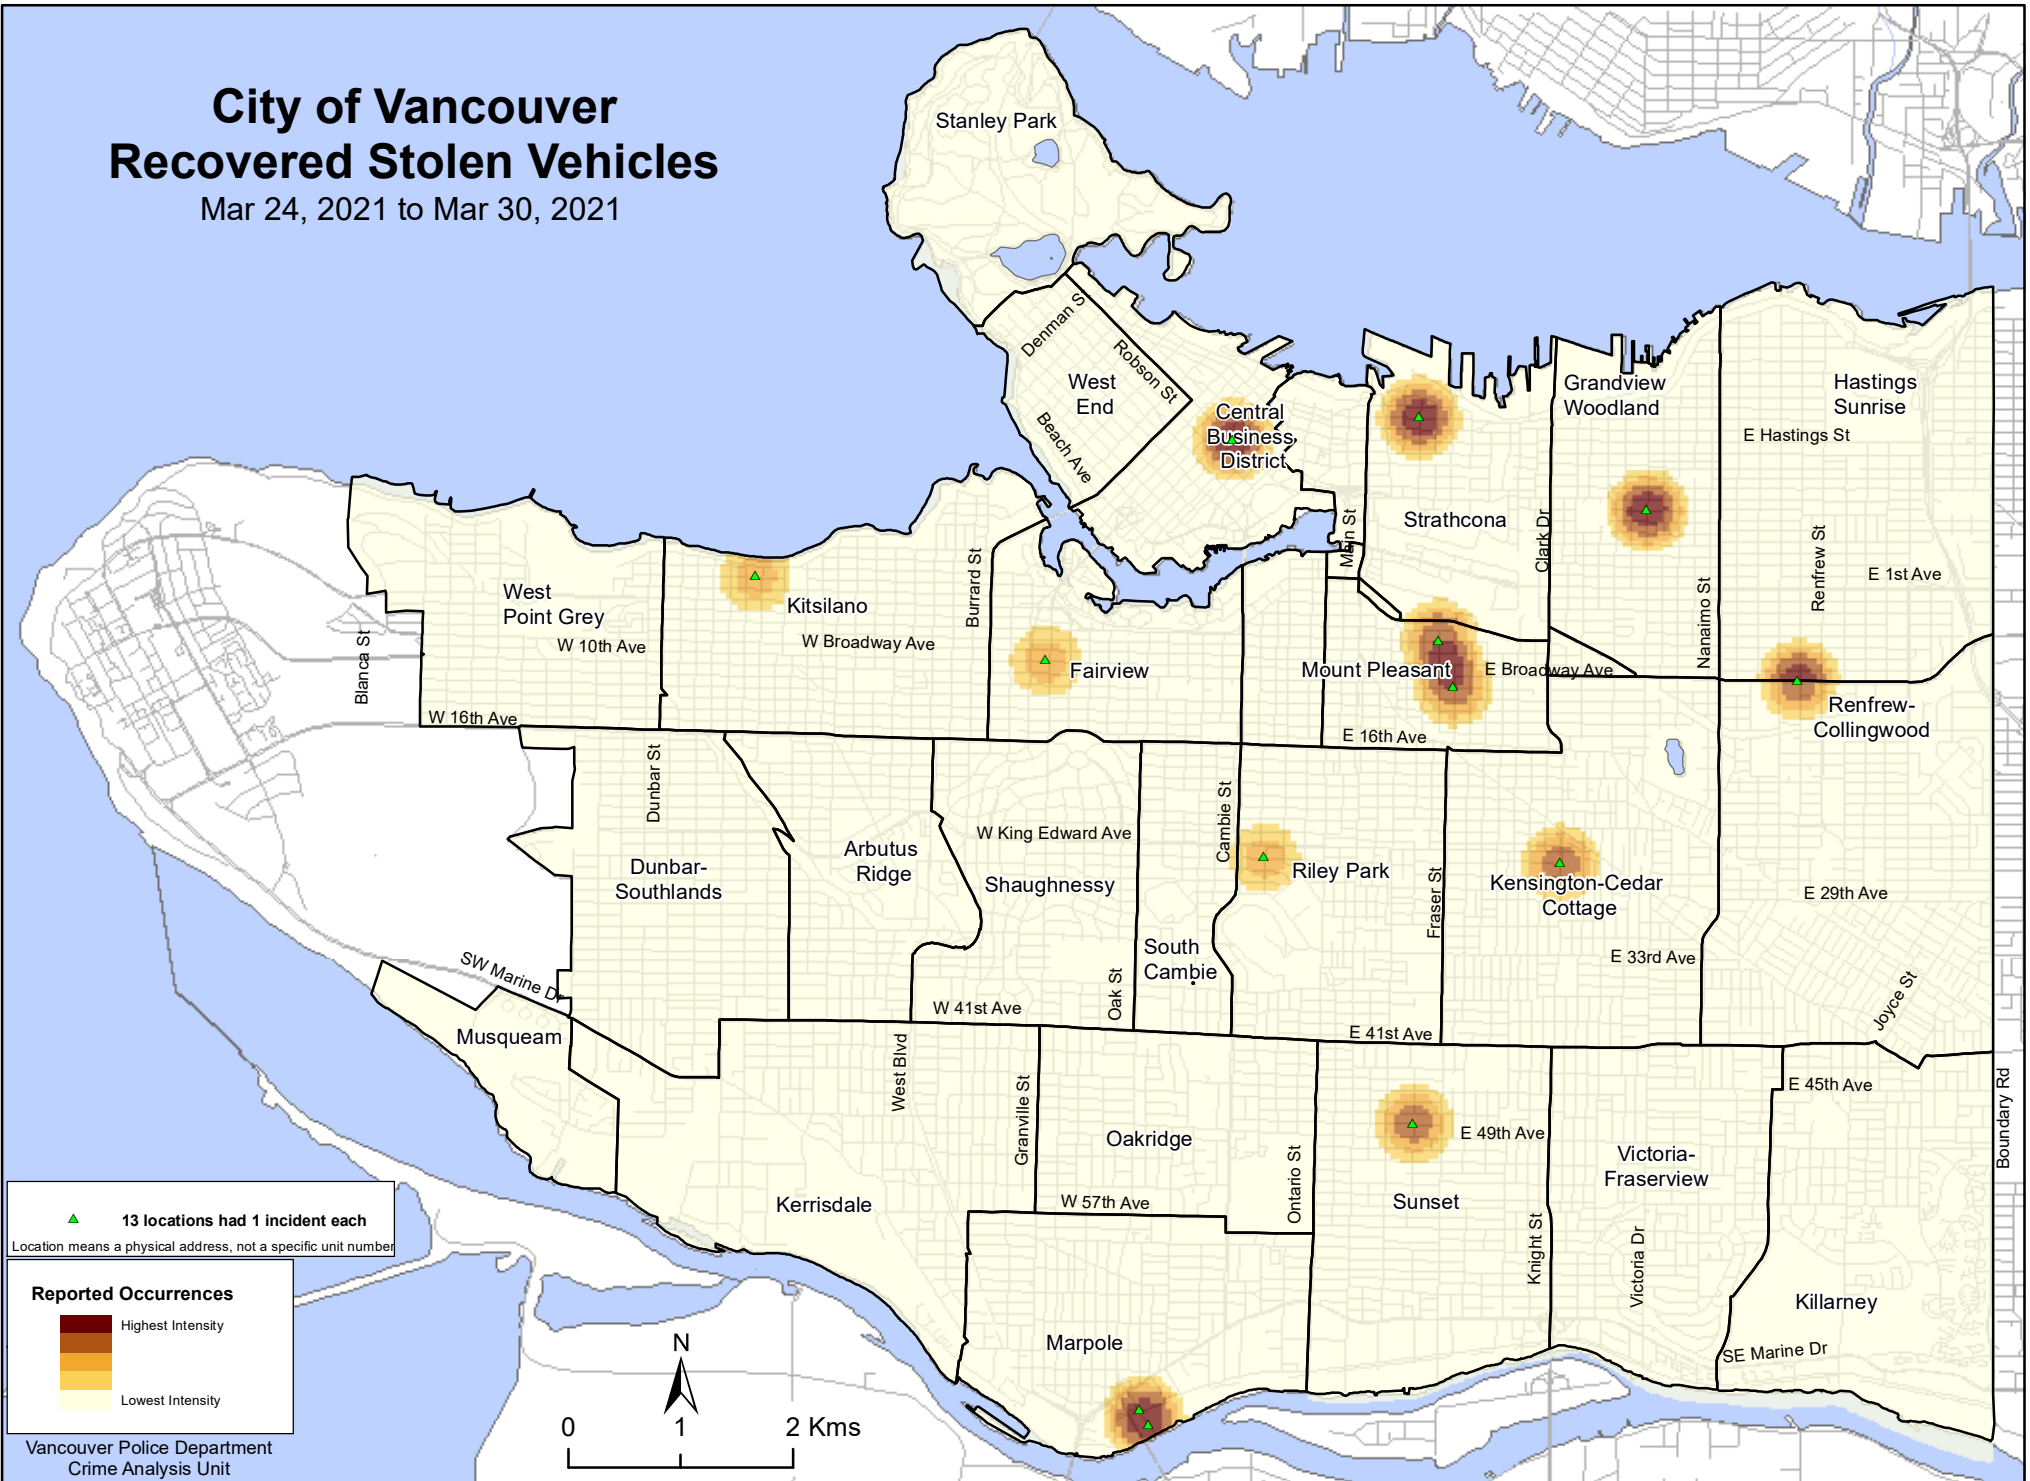 City of Vancouver
Recovered Stolen Vehicles
Mar 24, 2021 to Mar 30, 2021
Stanley Park
Denman S
Robson St
West
End
Beach Ave
Central
Business
District
Grandview
Woodland
Hastings
Sunrise
E Hastings St
Strathcona
Main St
Clark Dr
Nanaimo St
Renfrew St
E 1st Ave
West
Point Grey
W 10th Ave
Blanca St
Kitsilano
W Broadway Ave
Burrard St
Fairview
Mount Pleasant
E Broadway Ave
Renfrew-
Collingwood
W 16th Ave
E 16th Ave
Dunbar St
Dunbar-
Southlands
Arbutus
Ridge
W King Edward Ave
Shaughnessy
Cambie St
Riley Park
Fraser St
Kensington-Cedar
Cottage
E 29th Ave
South
Cambie
Oak St
E 33rd Ave
Joyce St
SW Marine Dr
W 41st Ave
E 41st Ave
Musqueam
West Blvd
Granville St
E 45th Ave
Boundary Rd
Oakridge
E 49th Ave
Ontario St
Victoria-
Fraserview
Kerrisdale
W 57th Ave
Sunset
Knight St
Victoria Dr
Killarney
Marpole
SE Marine Dr
13 locations had 1 incident each
Location means a physical address, not a specific unit number
Reported Occurrences
Highest Intensity
Lowest Intensity
Vancouver Police Department
Crime Analysis Unit
N
0 1 2 Kms